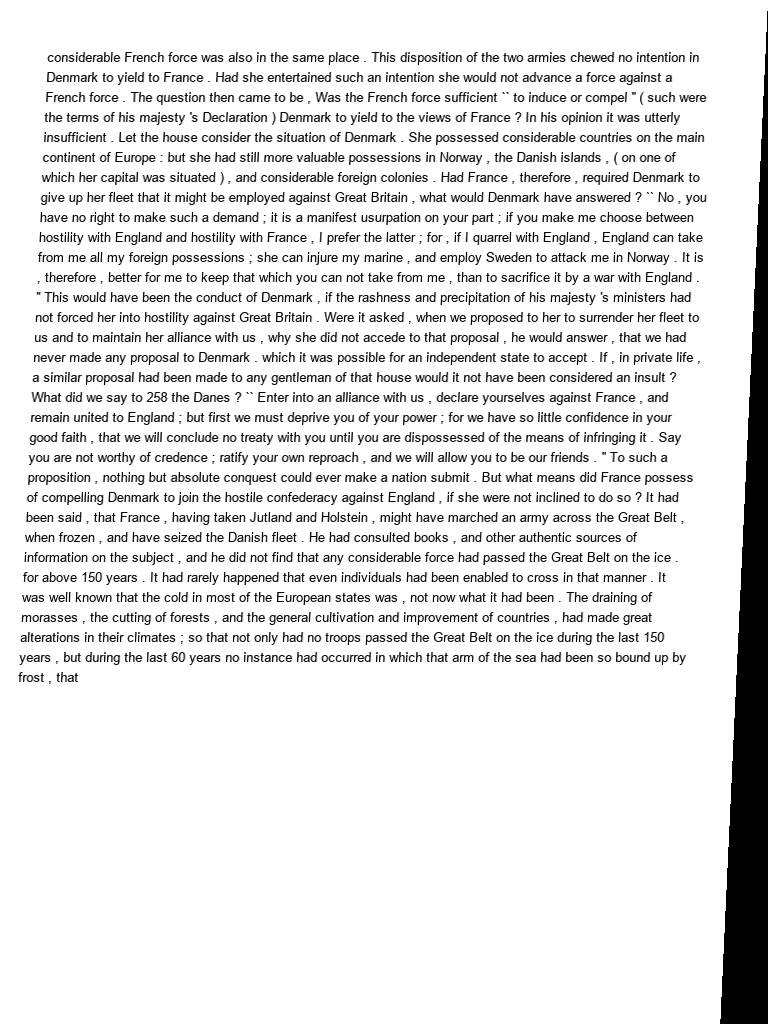 considerable French force was also in the same place . This disposition of the two armies chewed no intention in
Denmark to yield to France . Had she entertained such an intention she would not advance a force against a
French force . The question then came to be , Was the French force sufficient `` to induce or compel " ( such were
the terms of his majesty 's Declaration ) Denmark to yield to the views of France ? In his opinion it was utterly
insufficient . Let the house consider the situation of Denmark . She possessed considerable countries on the main
continent of Europe : but she had still more valuable possessions in Norway , the Danish islands , ( on one of
which her capital was situated ) , and considerable foreign colonies . Had France , therefore , required Denmark to
give up her fleet that it might be employed against Great Britain , what would Denmark have answered ? `` No , you
have no right to make such a demand ; it is a manifest usurpation on your part ; if you make me choose between
hostility with England and hostility with France , I prefer the latter ; for , if I quarrel with England , England can take
from me all my foreign possessions ; she can injure my marine , and employ Sweden to attack me in Norway . It is
, therefore , better for me to keep that which you can not take from me , than to sacrifice it by a war with England .
" This would have been the conduct of Denmark , if the rashness and precipitation of his majesty 's ministers had
not forced her into hostility against Great Britain . Were it asked , when we proposed to her to surrender her fleet to
us and to maintain her alliance with us , why she did not accede to that proposal , he would answer , that we had
never made any proposal to Denmark . which it was possible for an independent state to accept . If , in private life ,
a similar proposal had been made to any gentleman of that house would it not have been considered an insult ?
What did we say to 258 the Danes ? `` Enter into an alliance with us , declare yourselves against France , and
remain united to England ; but first we must deprive you of your power ; for we have so little confidence in your
good faith , that we will conclude no treaty with you until you are dispossessed of the means of infringing it . Say
you are not worthy of credence ; ratify your own reproach , and we will allow you to be our friends . " To such a
proposition , nothing but absolute conquest could ever make a nation submit . But what means did France possess
of compelling Denmark to join the hostile confederacy against England , if she were not inclined to do so ? It had
been said , that France , having taken Jutland and Holstein , might have marched an army across the Great Belt ,
when frozen , and have seized the Danish fleet . He had consulted books , and other authentic sources of
information on the subject , and he did not find that any considerable force had passed the Great Belt on the ice .
for above 150 years . It had rarely happened that even individuals had been enabled to cross in that manner . It
was well known that the cold in most of the European states was , not now what it had been . The draining of
morasses , the cutting of forests , and the general cultivation and improvement of countries , had made great
alterations in their climates ; so that not only had no troops passed the Great Belt on the ice during the last 150
years , but during the last 60 years no instance had occurred in which that arm of the sea had been so bound up by
frost , that